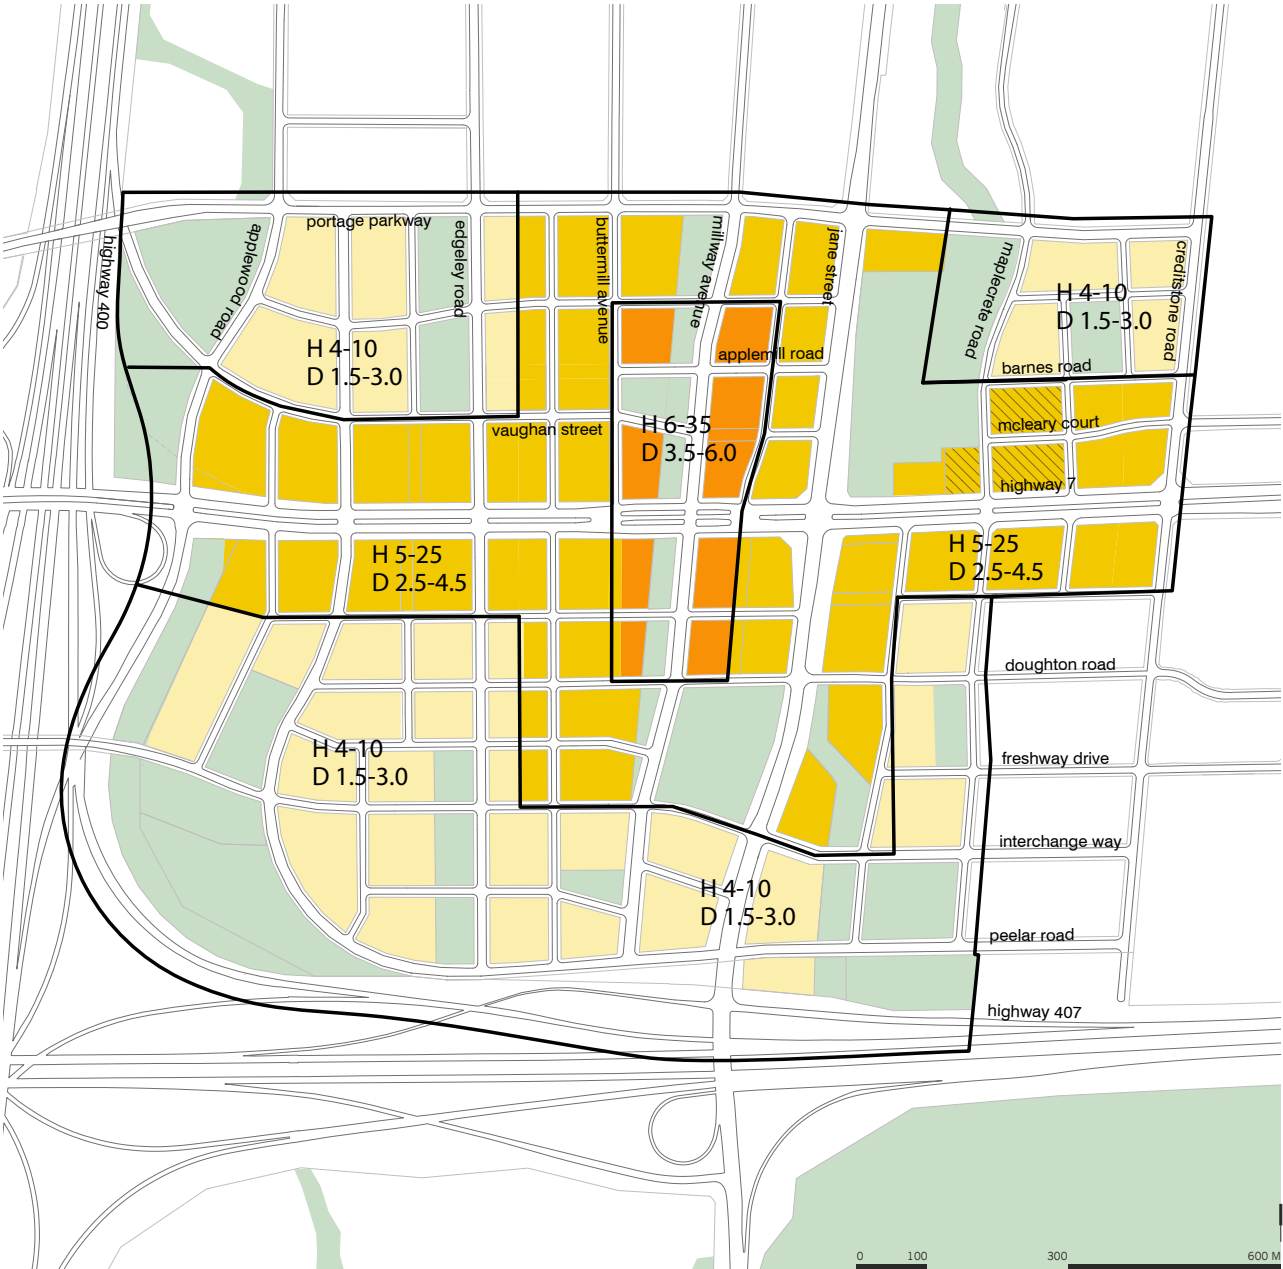 portage parkway
highway 400
applewood road
edgeley road
buttermill avenue
millway avenue
jane street
maplecrete road
creditstone road
H 4-10
D 1.5-3.0
H 4-10
D 1.5-3.0
applemill road
barnes road
vaughan street
H 6-35
D 3.5-6.0
mcleary court
highway 7
H 5-25
D 2.5-4.5
H 5-25
D 2.5-4.5
doughton road
H 4-10
D 1.5-3.0
freshway drive
interchange way
H 4-10
D 1.5-3.0
peelar road
highway 407
0 100 300 600 M